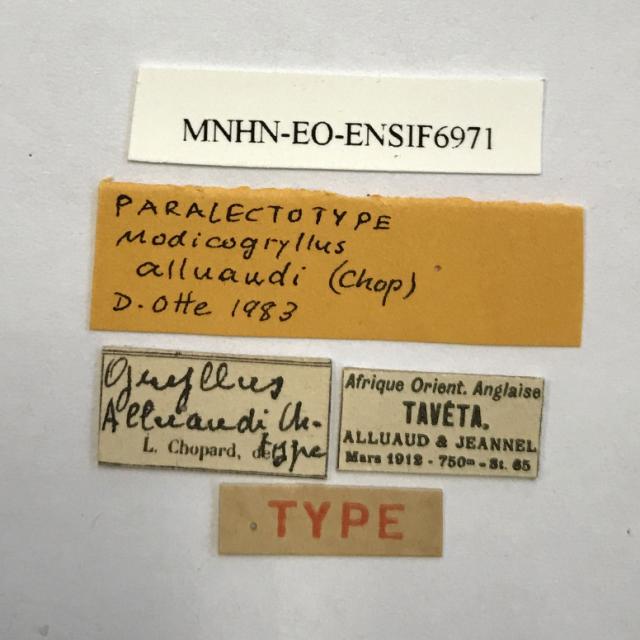 MNHN-EO-ENSIF6971
PARALECTOTYPE
Modicogryllus
alluaudi (Chop)
D. Otte 1983
Gryllus
Alluaudi Ch.
type
L. Chopard, det
Afrique Orient. Anglaise
TAVÉTA.
ALLUAUD & JEANNEL
Mars 1912 - 750m - St. 65
TYPE